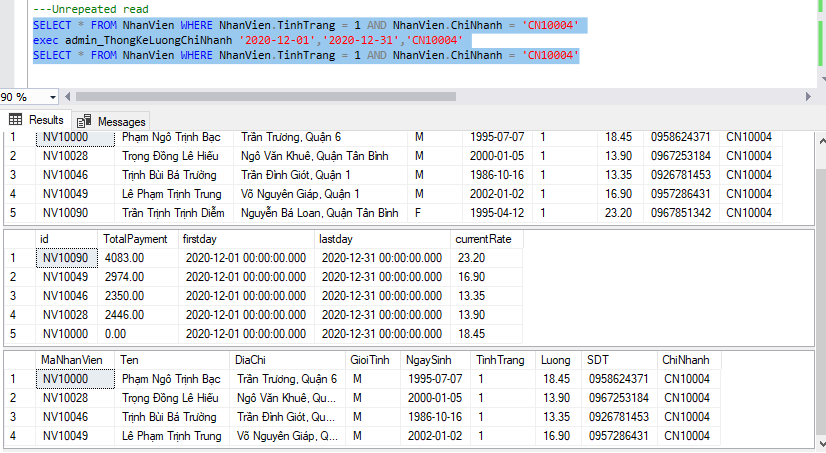 ---Unrepeated read
SELECT * FROM NhanVien WHERE NhanVien.TinhTrang = 1 AND NhanVien.ChiNhanh = 'CN10004'
exec admin_ThongKeLuongChiNhanh '2020-12-01','2020-12-31','CN10004'
SELECT * FROM NhanVien WHERE NhanVien.TinhTrang = 1 AND NhanVien.ChiNhanh = 'CN10004'
90 %
Results Messages
1 NV10000 Phạm Ngô Trịnh Bạc Trần Trương, Quận 6 M 1995-07-07 1 18.45 0958624371 CN10004
2 NV10028 Trọng Đồng Lê Hiếu Ngô Văn Khuê, Quận Tân Bình M 2000-01-05 1 13.90 0967253184 CN10004
3 NV10046 Trịnh Bùi Bá Trưởng Trần Đình Giót, Quận 1 M 1986-10-16 1 13.35 0926781453 CN10004
4 NV10049 Lê Phạm Trịnh Trung Võ Nguyên Giáp, Quận 1 M 2002-01-02 1 16.90 0957286431 CN10004
5 NV10090 Trần Trịnh Trịnh Diễm Nguyễn Bá Loan, Quận Tân Bình F 1995-04-12 1 23.20 0967851342 CN10004
id TotalPayment firstday lastday currentRate
1 NV10090 4083.00 2020-12-01 00:00:00.000 2020-12-31 00:00:00.000 23.20
2 NV10049 2974.00 2020-12-01 00:00:00.000 2020-12-31 00:00:00.000 16.90
3 NV10046 2350.00 2020-12-01 00:00:00.000 2020-12-31 00:00:00.000 13.35
4 NV10028 2446.00 2020-12-01 00:00:00.000 2020-12-31 00:00:00.000 13.90
5 NV10000 0.00 2020-12-01 00:00:00.000 2020-12-31 00:00:00.000 18.45
MaNhanVien Ten DiaChi GioiTinh NgaySinh TinhTrang Luong SDT ChiNhanh
1 NV10000 Phạm Ngô Trịnh Bạc Trần Trương, Quận 6 M 1995-07-07 1 18.45 0958624371 CN10004
2 NV10028 Trọng Đồng Lê Hiếu Ngô Văn Khuê, Qu... M 2000-01-05 1 13.90 0967253184 CN10004
3 NV10046 Trịnh Bùi Bá Trưởng Trần Đình Giót, Qu... M 1986-10-16 1 13.35 0926781453 CN10004
4 NV10049 Lê Phạm Trịnh Trung Võ Nguyên Giáp, Q... M 2002-01-02 1 16.90 0957286431 CN10004